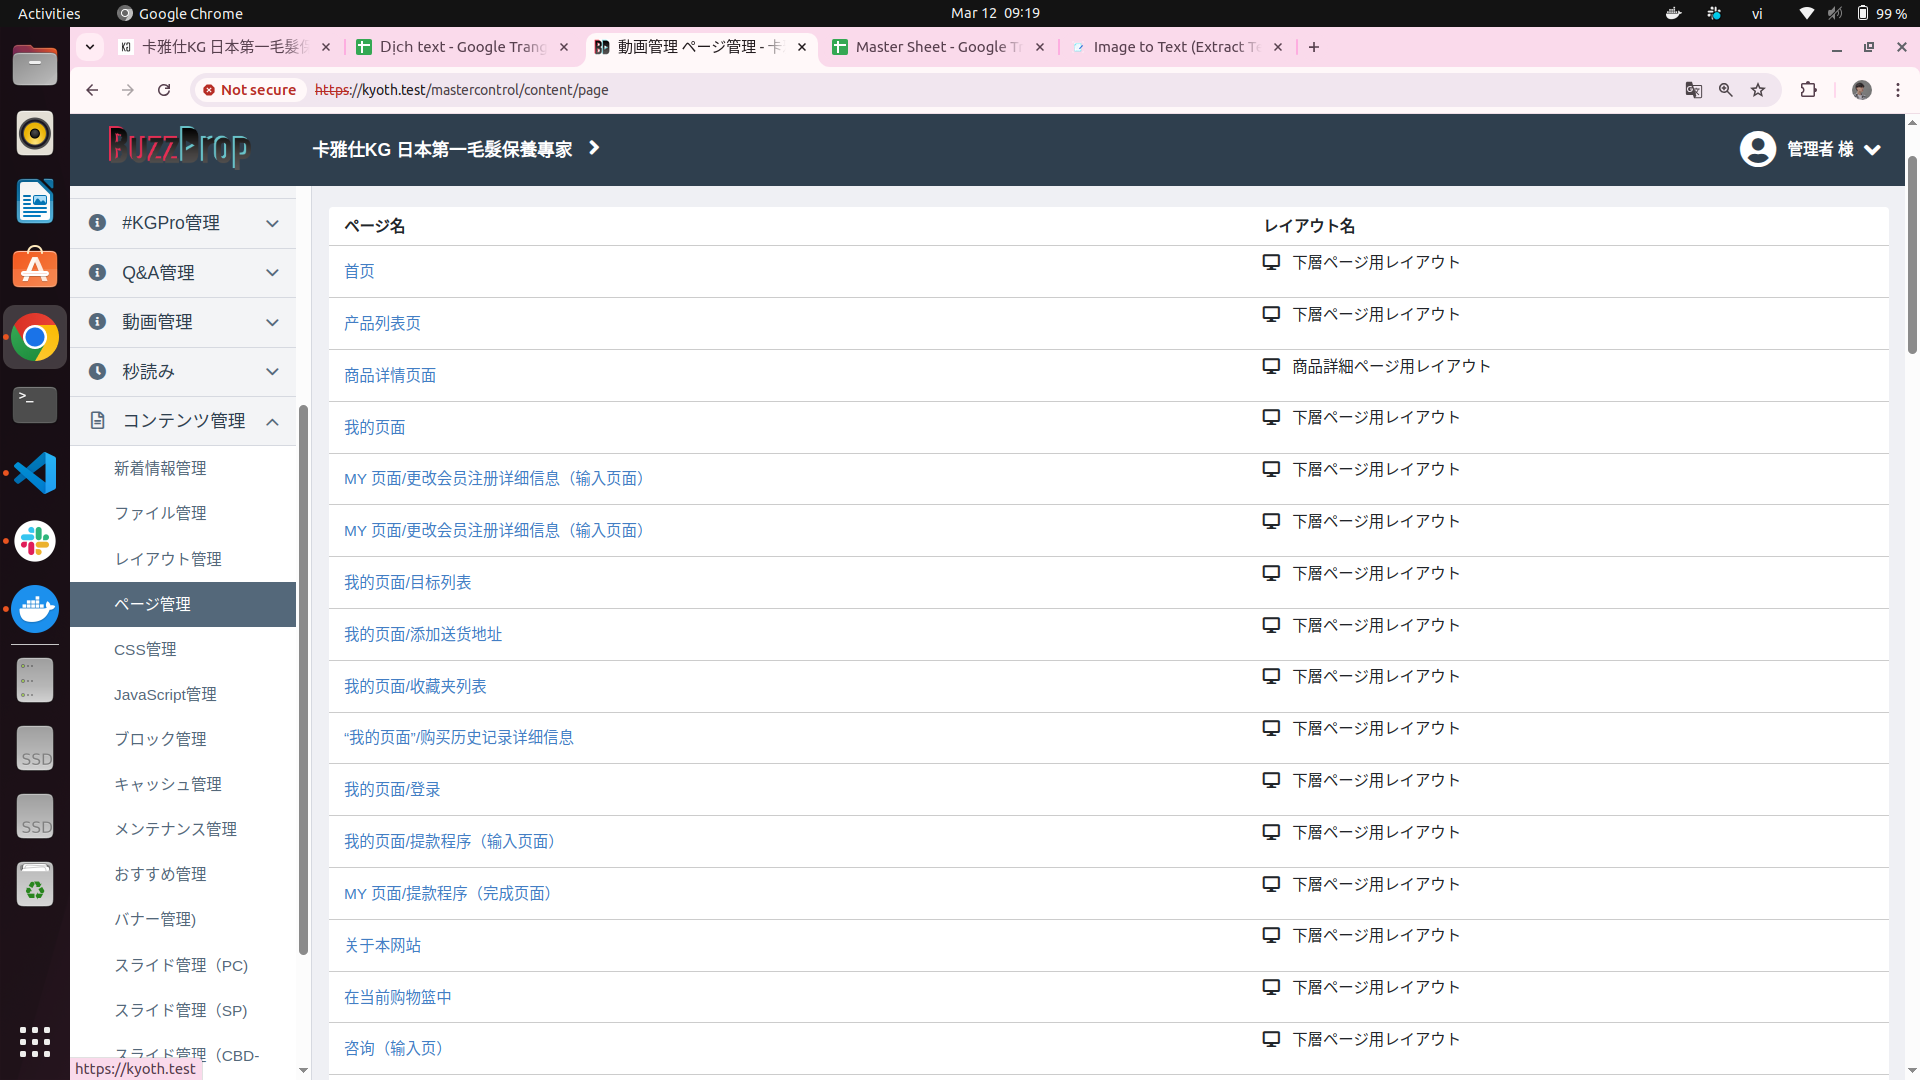 Activities
Google Chrome
Mar 12 09:19
vi
99 %
卡雅仕KG 日本第一毛髮保
Dịch text - Google Trang
動画管理 ページ管理 - 卡
Master Sheet - Google Tr
Image to Text (Extract Te
Not secure
https://kyoth.test/mastercontrol/content/page
BuzzDrop
卡雅仕KG 日本第一毛髮保養專家
管理者 様
#KGPro管理
Q&A管理
動画管理
秒読み
コンテンツ管理
新着情報管理
ファイル管理
レイアウト管理
ページ管理
CSS管理
JavaScript管理
ブロック管理
キャッシュ管理
メンテナンス管理
おすすめ管理
バナー管理)
スライド管理（PC)
スライド管理（SP)
スライド管理（CBD-
ページ名
レイアウト名
首页
下層ページ用レイアウト
产品列表页
下層ページ用レイアウト
商品详情页面
商品詳細ページ用レイアウト
我的页面
下層ページ用レイアウト
MY 页面/更改会员注册详细信息（输入页面）
下層ページ用レイアウト
MY 页面/更改会员注册详细信息（输入页面）
下層ページ用レイアウト
我的页面/目标列表
下層ページ用レイアウト
我的页面/添加送货地址
下層ページ用レイアウト
我的页面/收藏夹列表
下層ページ用レイアウト
“我的页面”/购买历史记录详细信息
下層ページ用レイアウト
我的页面/登录
下層ページ用レイアウト
我的页面/提款程序（输入页面）
下層ページ用レイアウト
MY 页面/提款程序（完成页面）
下層ページ用レイアウト
关于本网站
下層ページ用レイアウト
在当前购物篮中
下層ページ用レイアウト
咨询（输入页）
下層ページ用レイアウト
SSD
SSD
https://kyoth.test